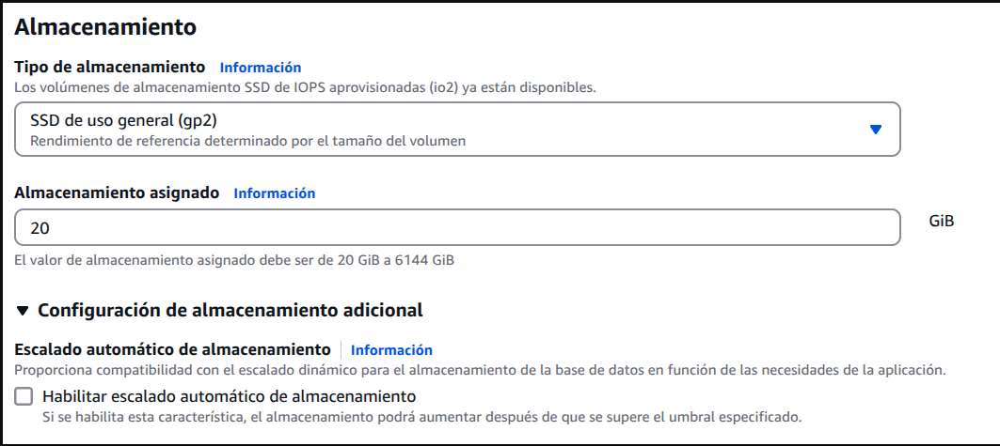 Almacenamiento
Tipo de almacenamiento Información
Los volúmenes de almacenamiento SSD de IOPS aprovisionadas (io2) ya están disponibles.
SSD de uso general (gp2)
Rendimiento de referencia determinado por el tamaño del volumen
Almacenamiento asignado Información
20
GiB
El valor de almacenamiento asignado debe ser de 20 GiB a 6144 GiB
Configuración de almacenamiento adicional
Escalado automático de almacenamiento Información
Proporciona compatibilidad con el escalado dinámico para el almacenamiento de la base de datos en función de las necesidades de la aplicación.
Habilitar escalado automático de almacenamiento
Si se habilita esta característica, el almacenamiento podrá aumentar después de que se supere el umbral especificado.